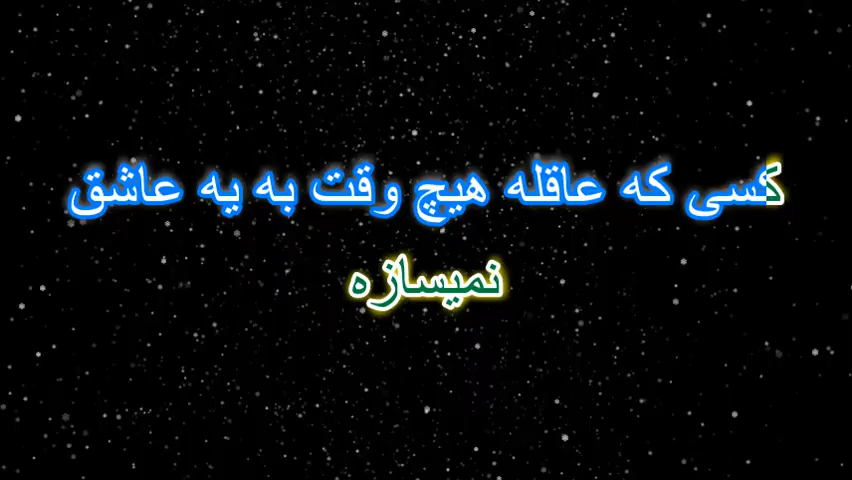 کسی که عاقله هیچ وقت به یه عاشق
نمیسازه